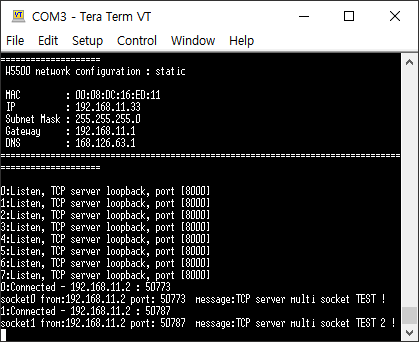 COM3 - Tera Term VT
File Edit Setup Control Window Help
====================
W5500 network configuration : static
MAC : 00:08:DC:16:ED:11
IP : 192.168.11.33
Subnet Mask : 255.255.255.0
Gateway : 192.168.11.1
DNS : 168.126.63.1
================================================================================
====================
0:Listen, TCP server loopback, port [8000]
1:Listen, TCP server loopback, port [8000]
2:Listen, TCP server loopback, port [8000]
3:Listen, TCP server loopback, port [8000]
4:Listen, TCP server loopback, port [8000]
5:Listen, TCP server loopback, port [8000]
6:Listen, TCP server loopback, port [8000]
7:Listen, TCP server loopback, port [8000]
0:Connected - 192.168.11.2 : 50773
socket0 from:192.168.11.2 port: 50773 message:TCP server multi socket TEST !
1:Connected - 192.168.11.2 : 50787
socket1 from:192.168.11.2 port: 50787 message:TCP server multi socket TEST 2 !